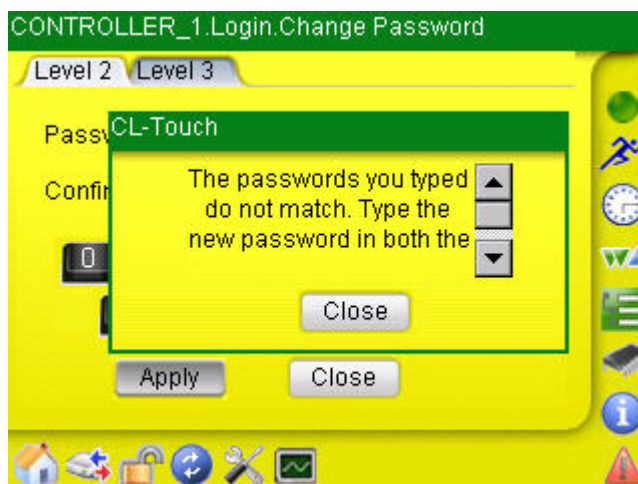 CONTROLLER_1.Login.Change Password
Level 2 Level 3
CL-Touch
The passwords you typed
do not match. Type the
new password in both the
Close
0
Apply Close